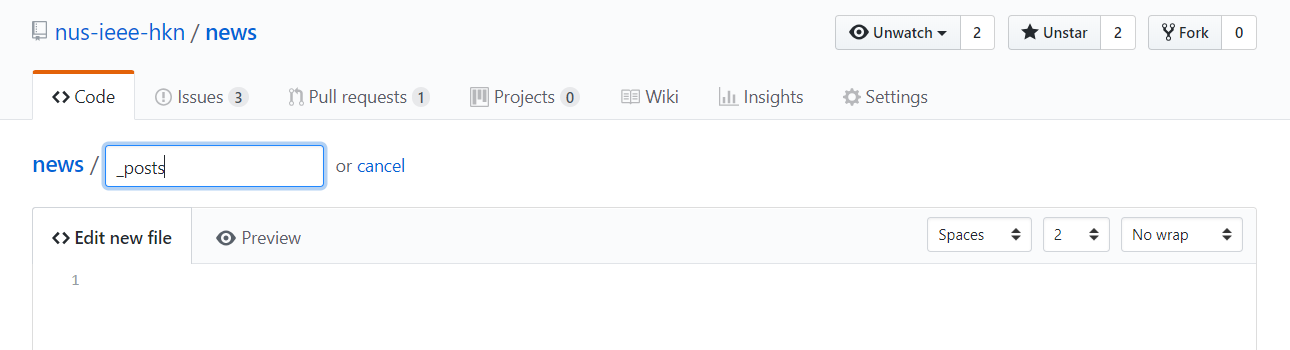 nus-ieee-hkn / news
Unwatch 2 Unstar 2 Fork 0
Code Issues 3 Pull requests 1 Projects 0 Wiki Insights Settings
news / _posts or cancel
Edit new file Preview Spaces 2 No wrap
1